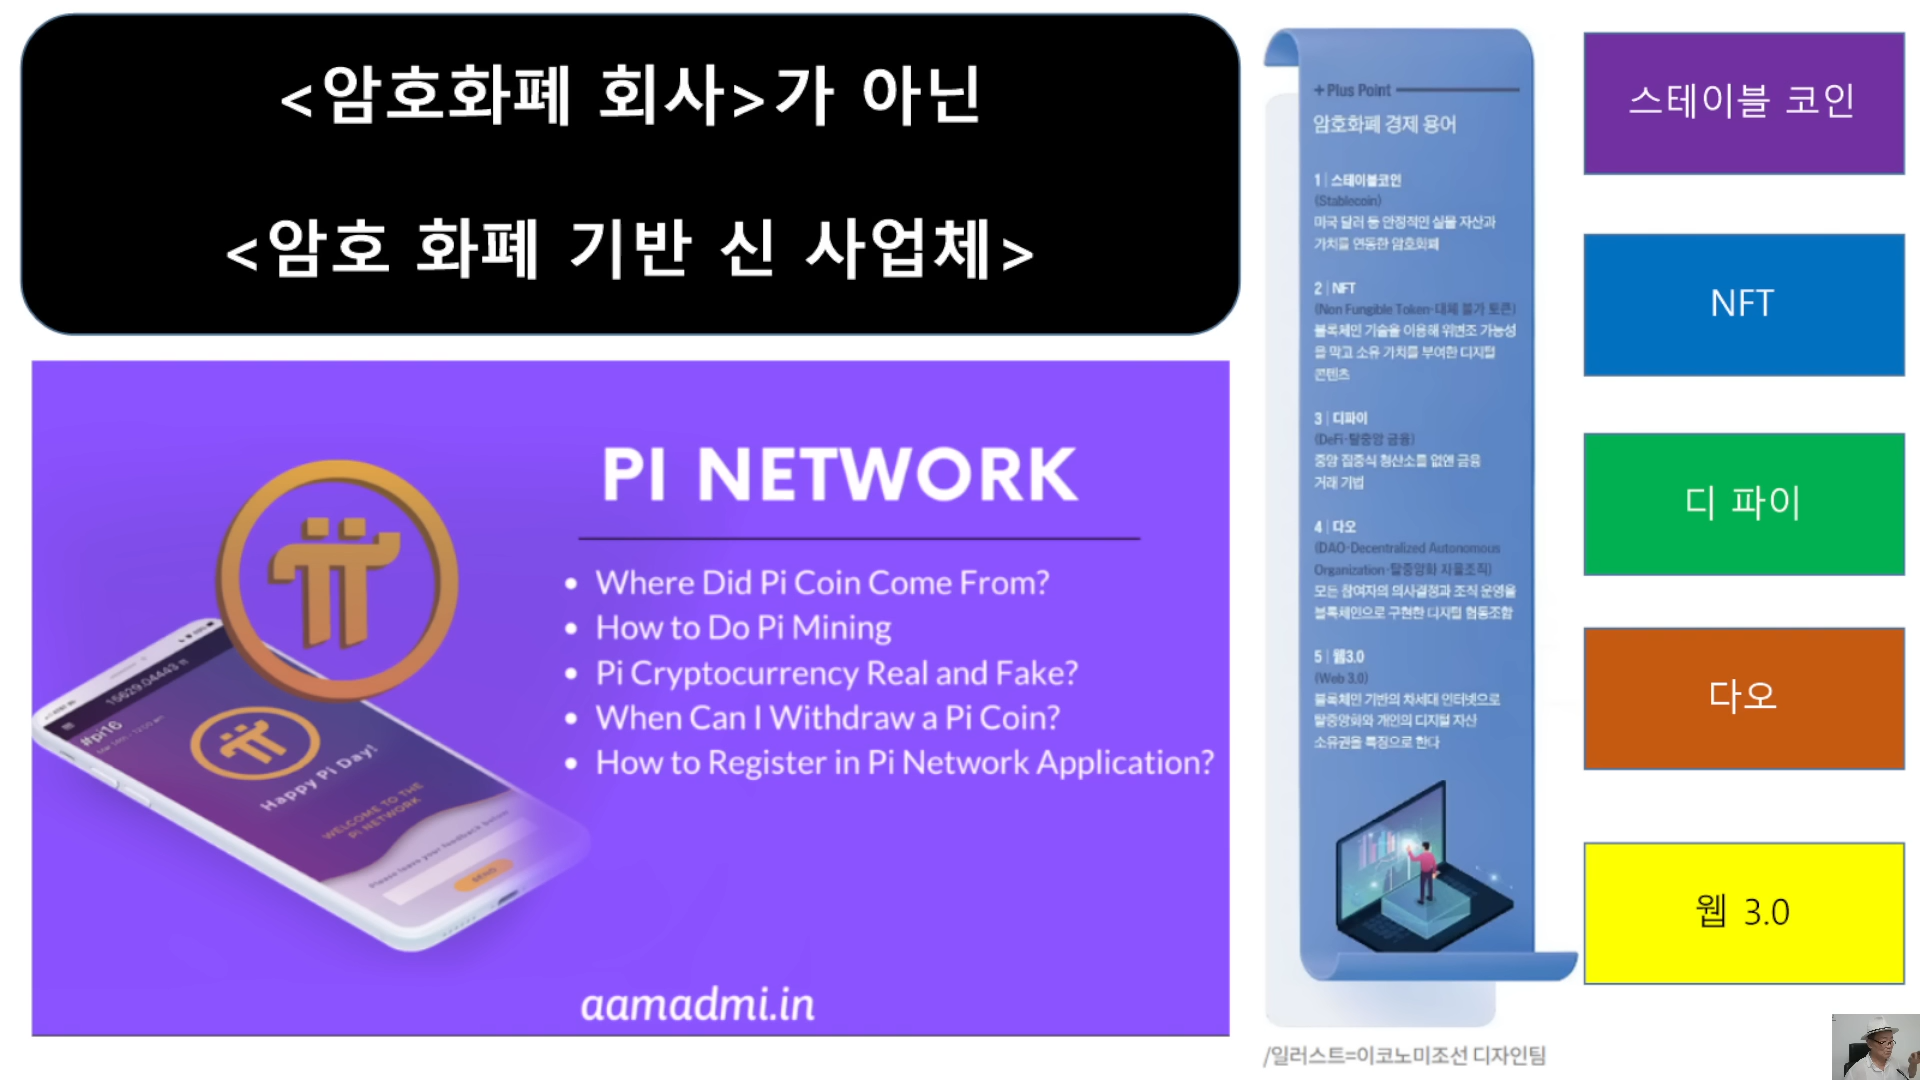 <암호화폐 회사>가 아닌
<암호 화폐 기반 신 사업체>
PI NETWORK
Where Did Pi Coin Come From?
How to Do Pi Mining
Pi Cryptocurrency Real and Fake?
When Can I Withdraw a Pi Coin?
How to Register in Pi Network Application?
15629.04443 π
#pi16
Happy Pi Day!
WELCOME TO THE
PI NETWORK
Please leave your feedback below
SEND
aamadmi.in
+Plus Point
암호화폐 경제 용어
1 | 스테이블코인
(Stablecoin)
미국 달러 등 안정적인 실물 자산과
가치를 연동한 암호화폐
2 | NFT
(Non Fungible Token·대체 불가 토큰)
블록체인 기술을 이용해 위변조 가능성
을 막고 소유 가치를 부여한 디지털
콘텐츠
3 | 디파이
(DeFi·탈중앙 금융)
중앙 집중식 청산소를 없앤 금융
거래 기법
4 | 다오
(DAO·Decentralized Autonomous
Organization·탈중앙화 자율조직)
모든 참여자의 의사결정과 조직 운영을
블록체인으로 구현한 디지털 협동조합
5 | 웹3.0
(Web 3.0)
블록체인 기반의 차세대 인터넷으로
탈중앙화와 개인의 디지털 자산
소유권을 특징으로 한다
/일러스트=이코노미조선 디자인팀
스테이블 코인
NFT
디 파이
다오
웹 3.0